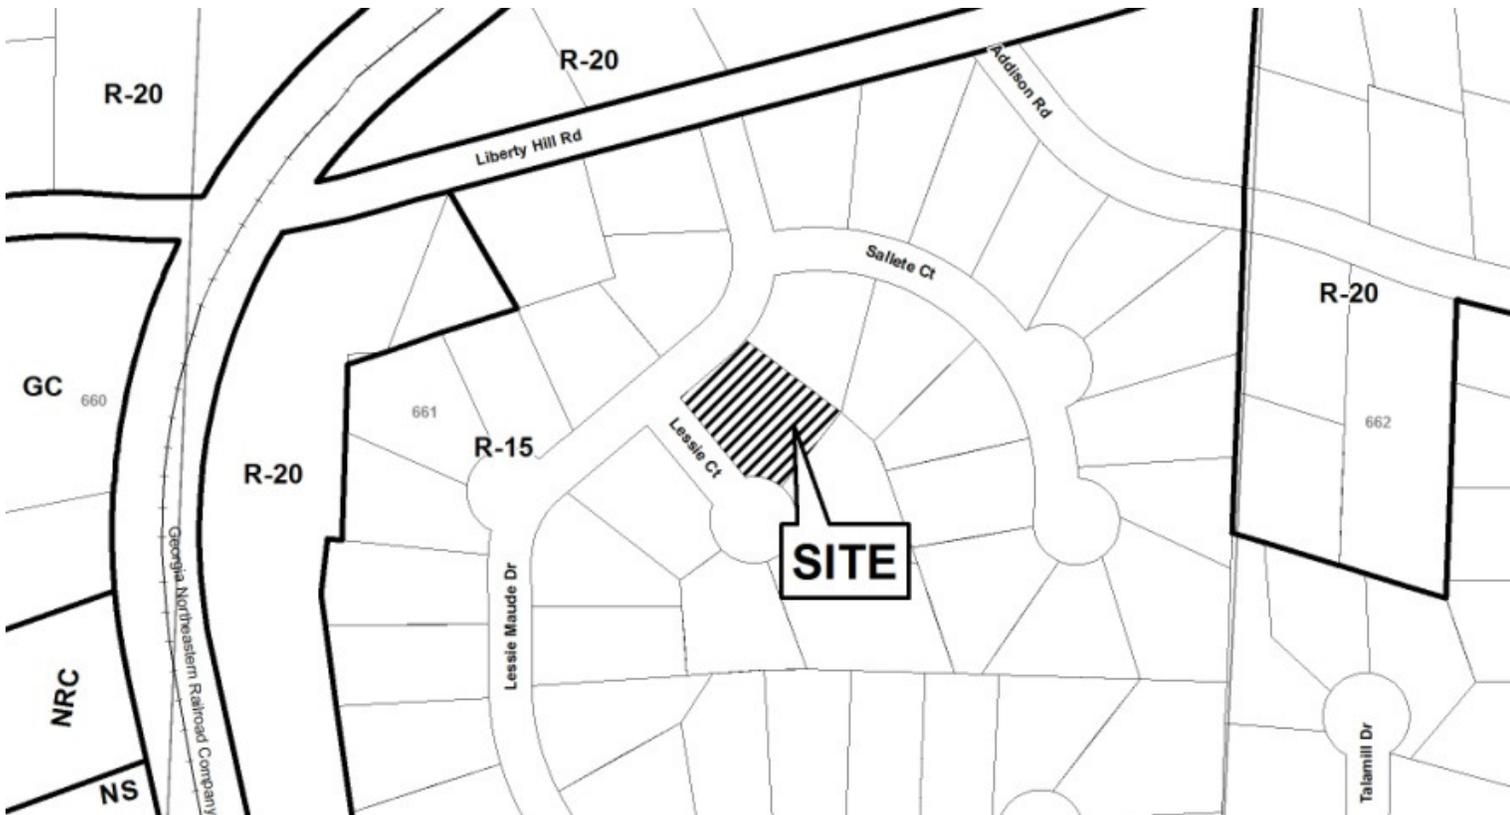 R-20
R-20
Addison Rd
Liberty Hill Rd
Sallete Ct
R-20
GC
660
661
R-15
Lessie Ct
662
R-20
SITE
Georgia Northeastern Railroad Company
Lessie Maude Dr
NRC
NS
Talamill Dr